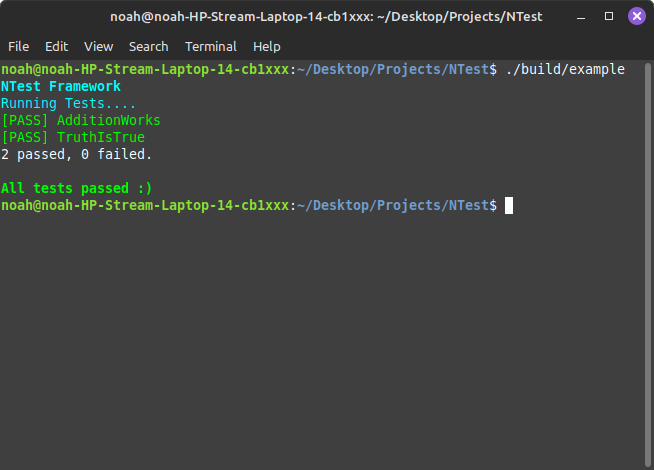 noah@noah-HP-Stream-Laptop-14-cb1xxx: ~/Desktop/Projects/NTest
File Edit View Search Terminal Help
noah@noah-HP-Stream-Laptop-14-cb1xxx:~/Desktop/Projects/NTest$ ./build/example
NTest Framework
Running Tests....
[PASS] AdditionWorks
[PASS] TruthIsTrue
2 passed, 0 failed.
All tests passed :)
noah@noah-HP-Stream-Laptop-14-cb1xxx:~/Desktop/Projects/NTest$